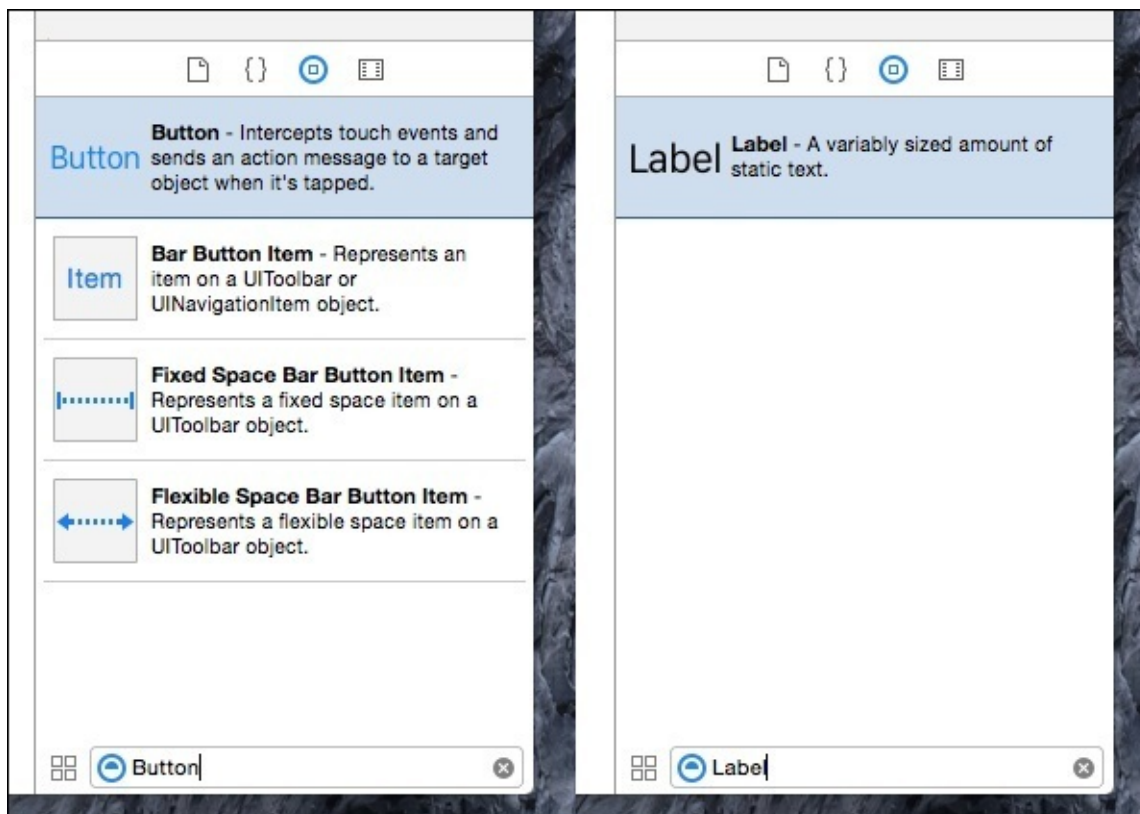 Button
Button - Intercepts touch events and
sends an action message to a target
object when it's tapped.
Item
Bar Button Item - Represents an
item on a UIToolbar or
UINavigationItem object.
Fixed Space Bar Button Item -
Represents a fixed space item on a
UIToolbar object.
Flexible Space Bar Button Item -
Represents a flexible space item on a
UIToolbar object.
Button
Label
Label - A variably sized amount of
static text.
Label